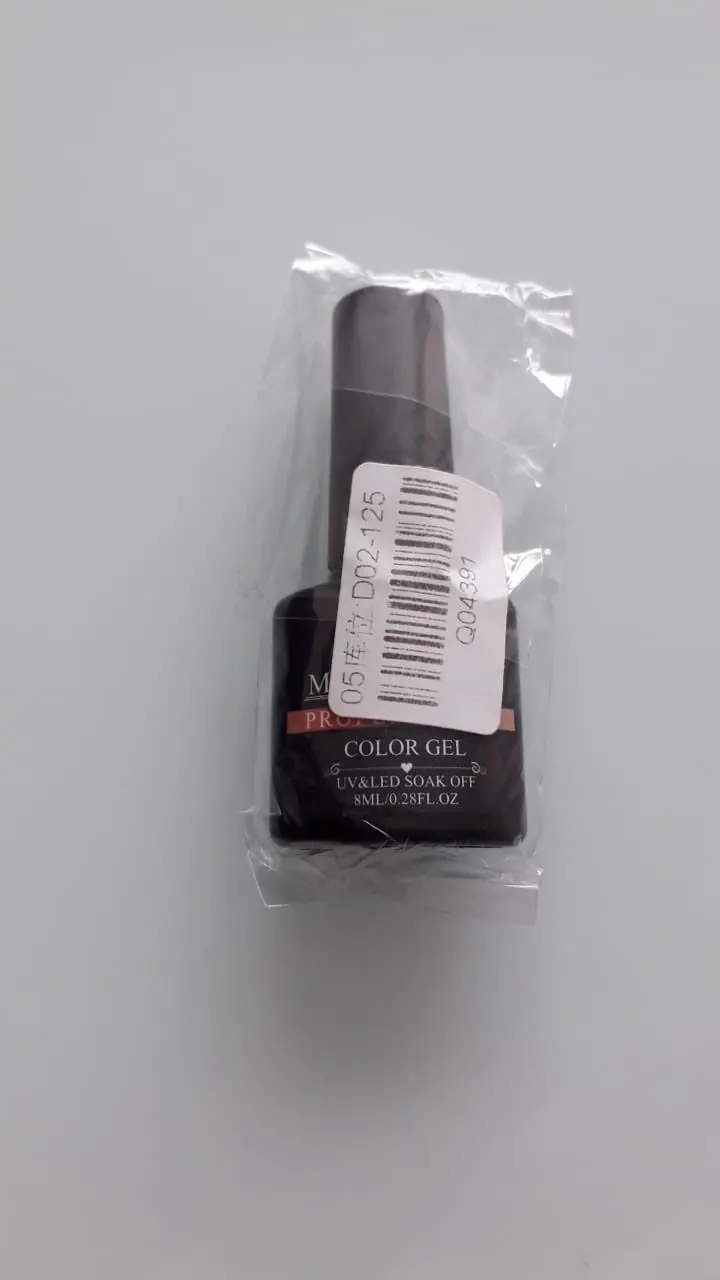 05库位:D02-125
Q04391
COLOR GEL
UV&LED SOAK OFF
8ML/0.28FL.OZ